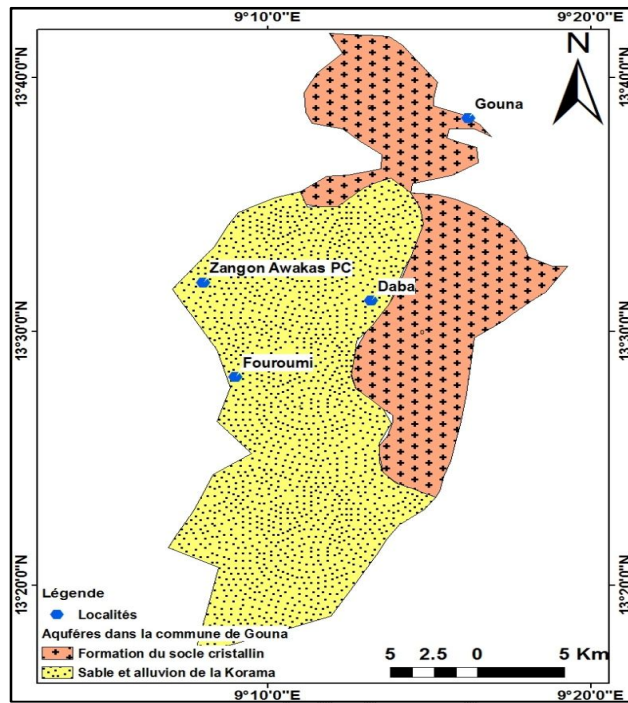 9°10'0"E 9°20'0"E
N
13°40'0"N 13°40'0"N
Gouna
Zangon Awakas PC
Daba
13°30'0"N 13°30'0"N
Fouroumi
13°20'0"N 13°20'0"N
Légende
Localités
Aquféres dans la commune de Gouna
Formation du socle cristallin
Sable et alluvion de la Korama
5 2.5 0 5 Km
9°10'0"E 9°20'0"E